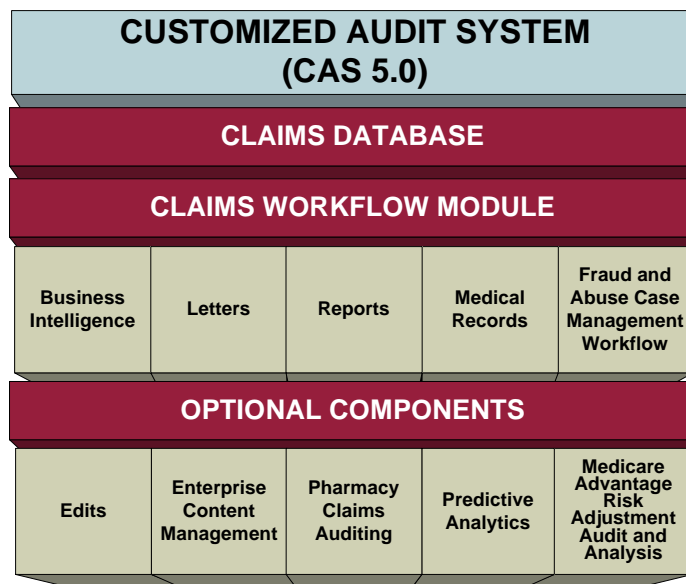 CUSTOMIZED AUDIT SYSTEM
(CAS 5.0)
CLAIMS DATABASE
CLAIMS WORKFLOW MODULE
Business
Intelligence
Letters
Reports
Medical
Records
Fraud and
Abuse Case
Management
Workflow
OPTIONAL COMPONENTS
Edits
Enterprise
Content
Management
Pharmacy
Claims
Auditing
Predictive
Analytics
Medicare
Advantage
Risk
Adjustment
Audit and
Analysis